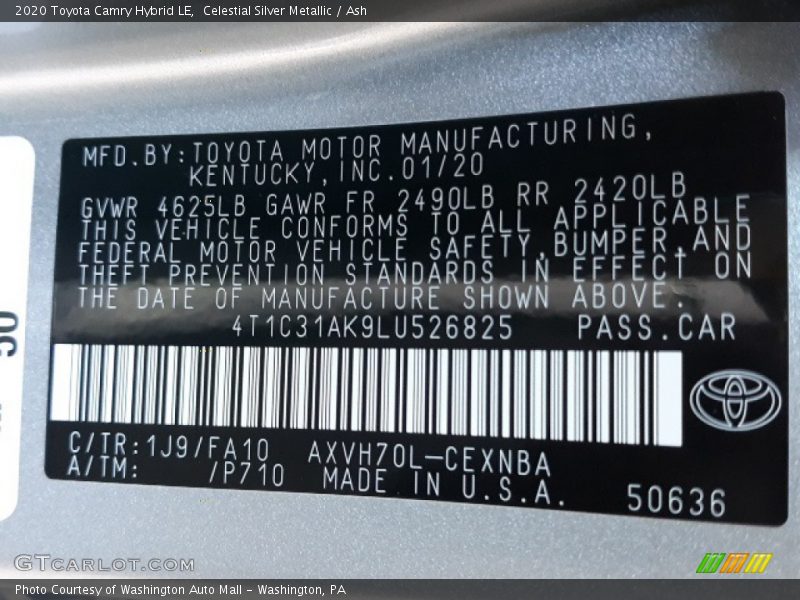 2020 Toyota Camry Hybrid LE,  Celestial Silver Metallic / Ash
MFD.BY:TOYOTA MOTOR MANUFACTURING,
KENTUCKY,INC.01/20
GVWR 4625LB GAWR FR 2490LB RR 2420LB
THIS VEHICLE CONFORMS TO ALL APPLICABLE
FEDERAL MOTOR VEHICLE SAFETY,BUMPER,AND
THEFT PREVENTION STANDARDS IN EFFECT ON
THE DATE OF MANUFACTURE SHOWN ABOVE.
4T1C31AK9LU526825 PASS.CAR
50
C/TR:1J9/FA10 AXVH70L-CEXNBA
A/TM: /P710 MADE IN U.S.A. 50636
GTCARLOT.COM
Photo Courtesy of Washington Auto Mall - Washington, PA